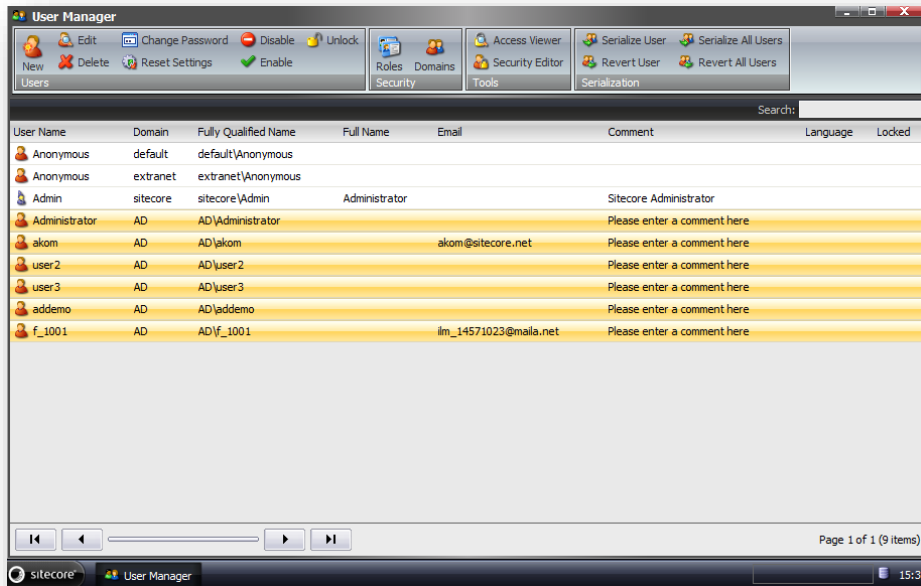 User Manager
New
Edit
Delete
Change Password
Reset Settings
Disable
Enable
Unlock
Users
Roles
Domains
Security
Access Viewer
Security Editor
Tools
Serialize User
Revert User
Serialize All Users
Revert All Users
Serialization
Search:
User Name Domain Fully Qualified Name Full Name Email Comment Language Locked
Anonymous default default\Anonymous
Anonymous extranet extranet\Anonymous
Admin sitecore sitecore\Admin Administrator Sitecore Administrator
Administrator AD AD\Administrator Please enter a comment here
akom AD AD\akom akom@sitecore.net Please enter a comment here
user2 AD AD\user2 Please enter a comment here
user3 AD AD\user3 Please enter a comment here
addemo AD AD\addemo Please enter a comment here
f_1001 AD AD\f_1001 ilm_14571023@maila.net Please enter a comment here
Page 1 of 1 (9 items)
sitecore User Manager 15:3